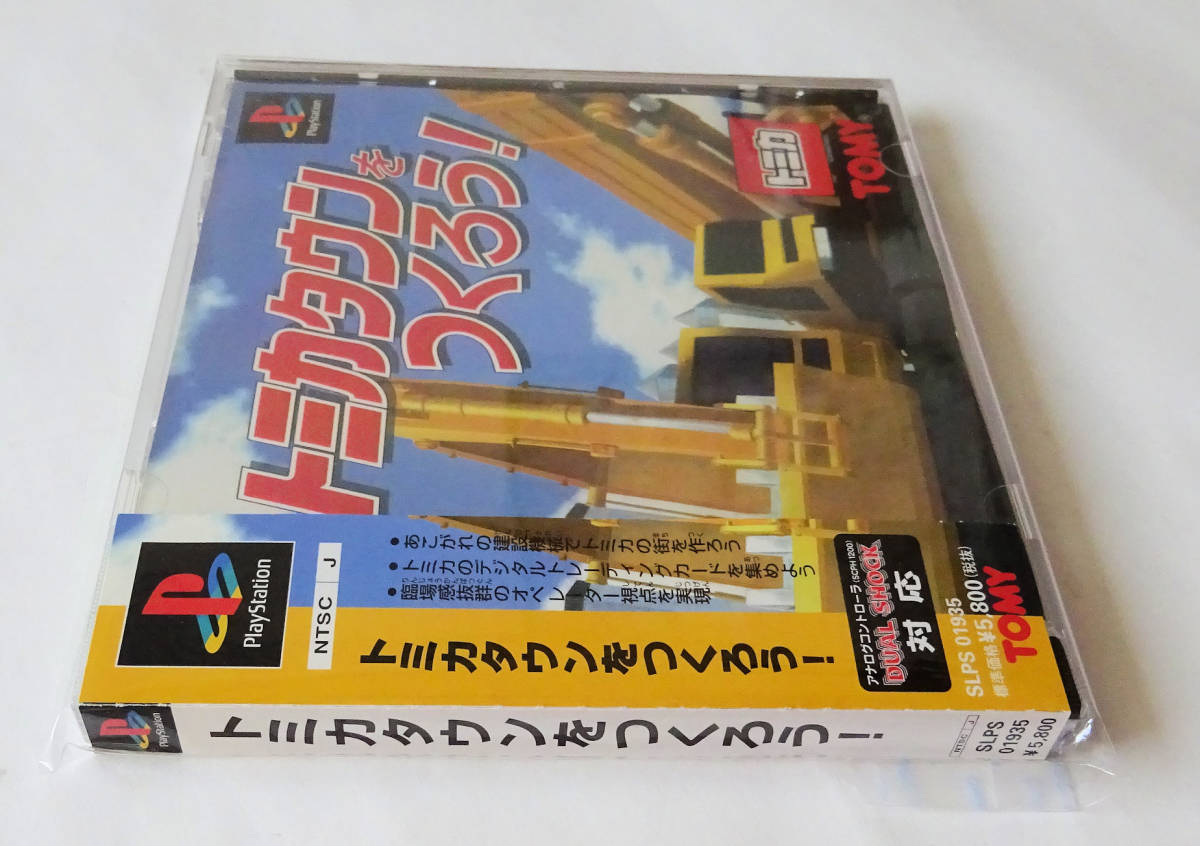 PlayStation
トミカタウンを
つくろう!
トミカ
TOMY
PlayStation
NTSC J
●あこがれの建設機械でトミカの街を作ろう
●トミカのデジタルトレーディングカードを集めよう
●臨場感抜群のオペレーター視点を実現
トミカタウンをつくろう!
アナログコントローラ(SCPH1200)
DUAL SHOCK
対応
SLPS 01935
標準価格¥5,800(税抜)
TOMY
PlayStation
トミカタウンをつくろう!
NTSC J
SLPS
01935
¥5,800